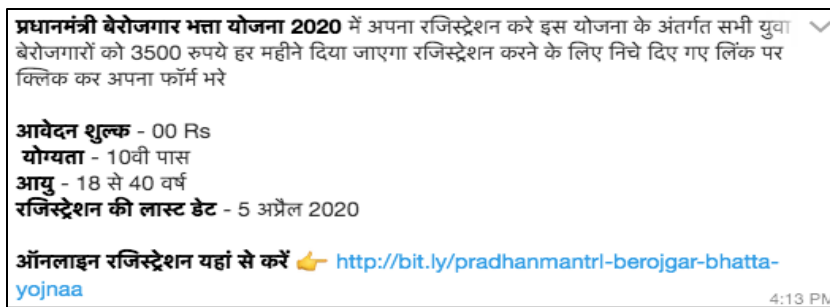 प्रधानमंत्री बेरोजगार भत्ता योजना 2020 में अपना रजिस्ट्रेशन करे इस योजना के अंतर्गत सभी युवा
बेरोजगारों को 3500 रुपये हर महीने दिया जाएगा रजिस्ट्रेशन करने के लिए निचे दिए गए लिंक पर
क्लिक कर अपना फॉर्म भरे
आवेदन शुल्क - 00 Rs
योग्यता - 10वी पास
आयु - 18 से 40 वर्ष
रजिस्ट्रेशन की लास्ट डेट - 5 अप्रैल 2020
ऑनलाइन रजिस्ट्रेशन यहां से करें 👉 http://bit.ly/pradhanmantrl-berojgar-bhatta-
yojnaa
4:13 PM